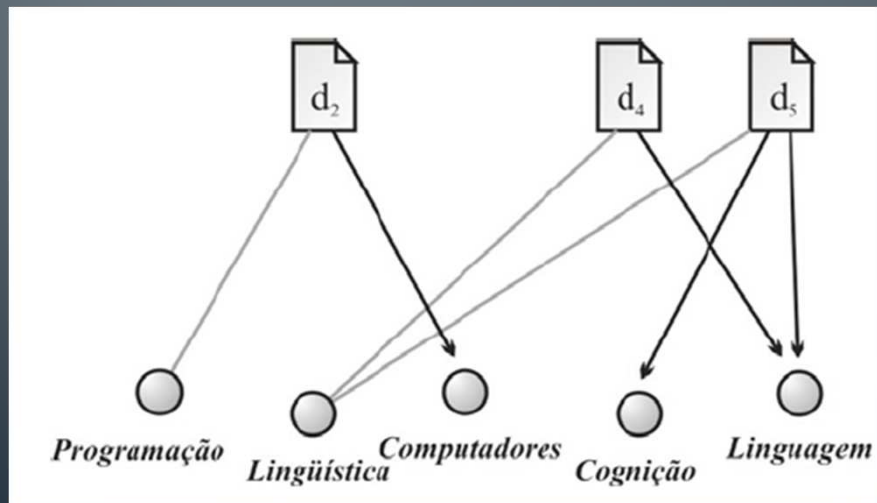 d₂ d₄ d₅
Programação Computadores Linguagem
Lingüística Cognição